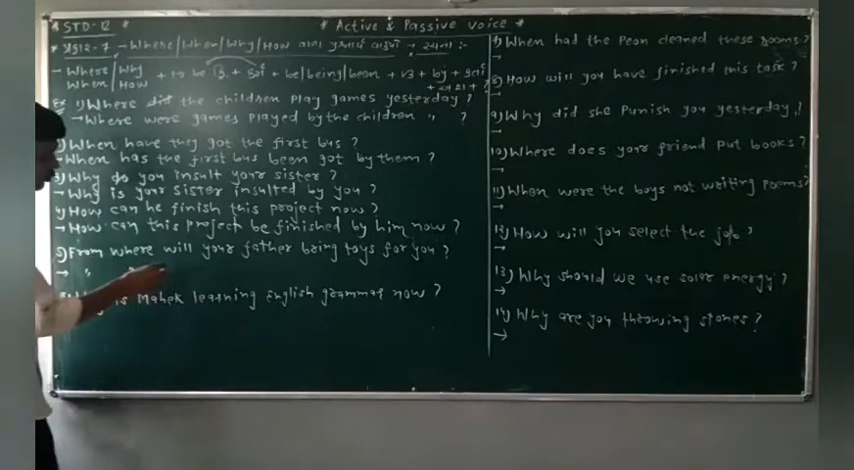 * STD-12
* Active & Passive voice *
-7 - Where/When/Why/How
- Where/Why
When/How + to be + be/being/been + v3 + by +
+ ?
Ex 1) Where did the children play games yesterday ?
→ Where were games played by the children " ?
2) When have they got the first bus ?
- When has the first bus been got by them ?
3) Why do you insult your sister ?
- Why is your sister insulted by you ?
4) How can he finish this project now ?
- How can this project be finished by him now ?
5) From where will your father bring toys for you ?
→ "
is Mahek learning English grammar now ?
7) When had the Peon cleaned these rooms ?
→
8) How will you have finished this task ?
→
9) Why did she Punish you yesterday ?
→
10) Where does your friend Put books ?
→
11) When were the boys not writing Poems ?
→
12) How will you select the job ?
→
13) Why should we use solar energy ?
→
14) Why are you throwing stones ?
→